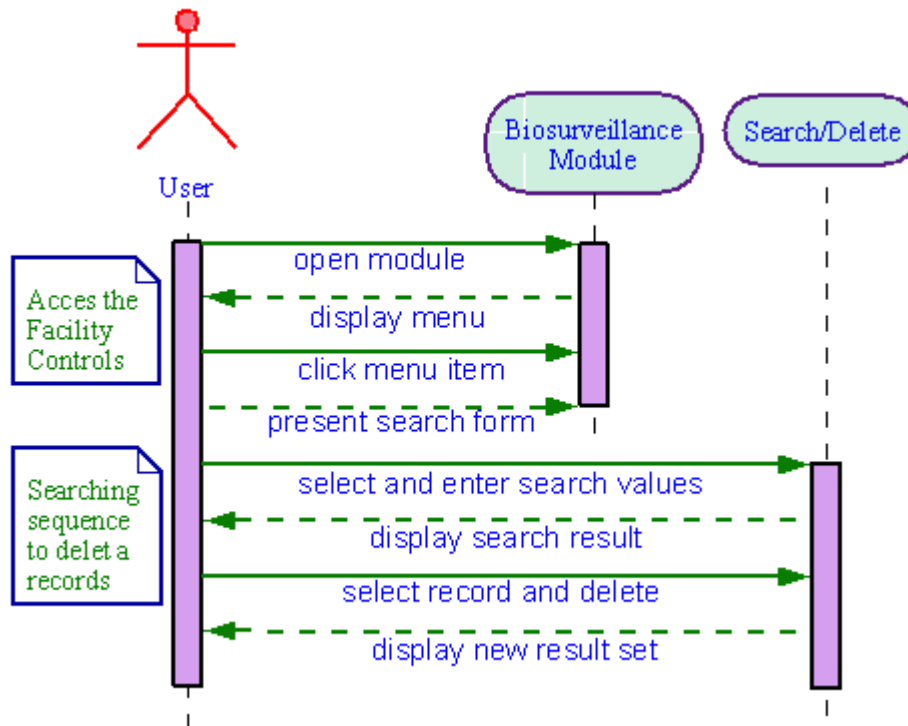 Biosurveillance
Module
Search/Delete
User
open module
Acces the
Facility
Controls
display menu
click menu item
present search form
Searching
sequence
to delet a
records
select and enter search values
display search result
select record and delete
display new result set